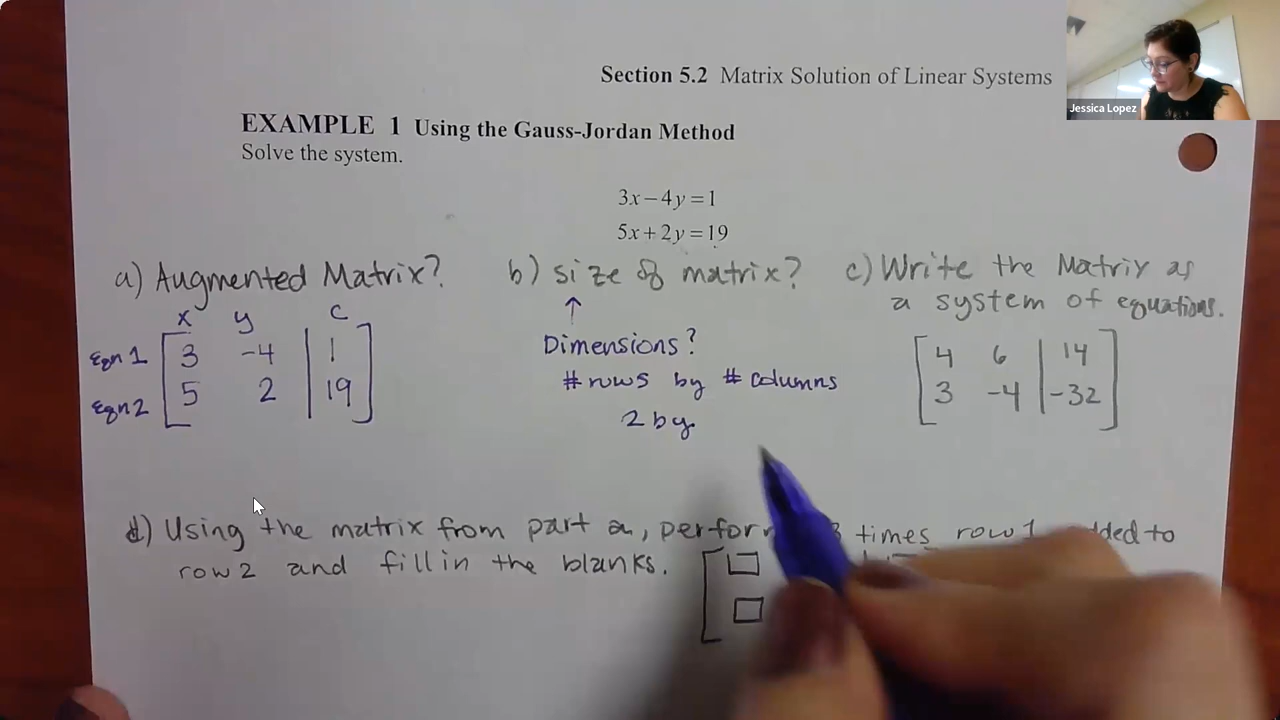 Section 5.2 Matrix Solution of Linear Systems
Jessica Lopez
EXAMPLE 1 Using the Gauss-Jordan Method
Solve the system.
3x−4y=1
5x+2y=19
a) Augmented Matrix?
x y c
Eqn 1 3 -4 | 1
Eqn 2 5 2 | 19
b) size of matrix?
↑
Dimensions?
# rows by # columns
2 by
c) Write the Matrix as
a system of equations.
4 6 | 14
3 -4 | -32
d) Using the matrix from part a, 3 times row 1 to
row 2 and fill in the blanks.